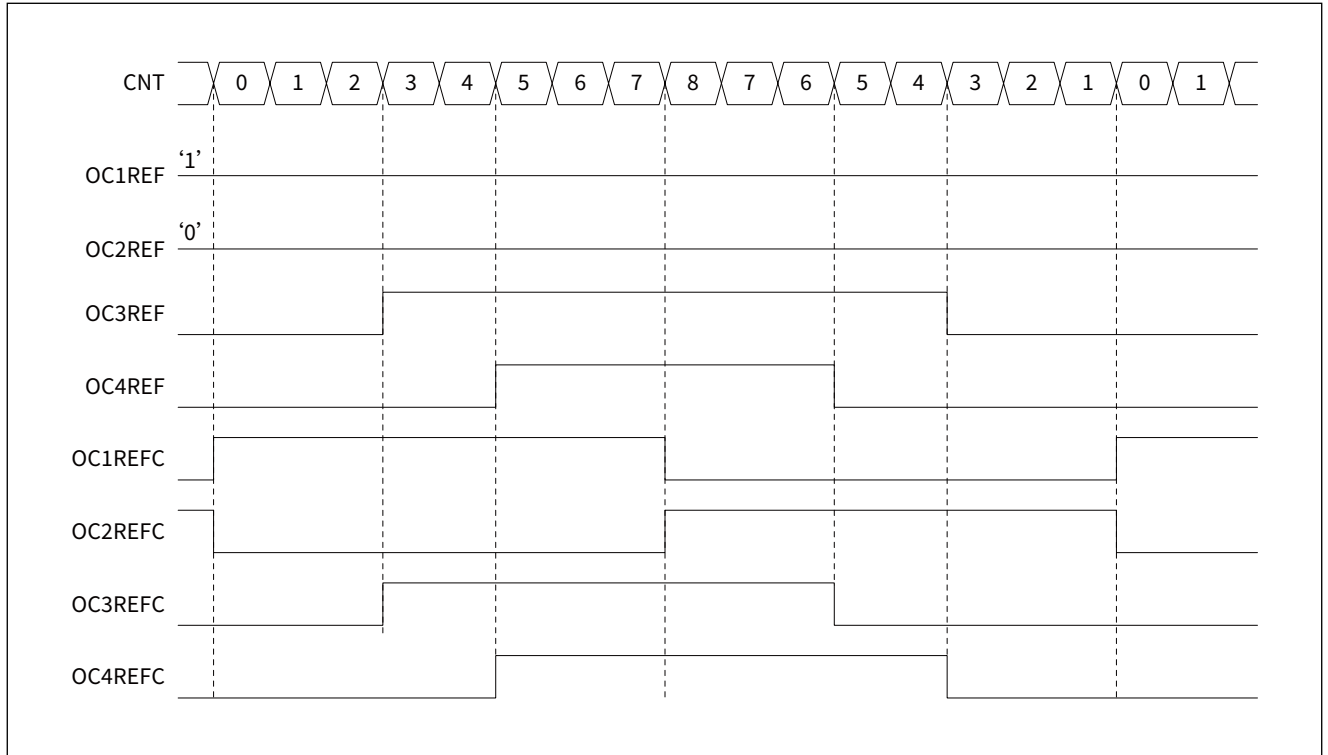 CNT 0 1 2 3 4 5 6 7 8 7 6 5 4 3 2 1 0 1
OC1REF ‘1’
OC2REF ‘0’
OC3REF
OC4REF
OC1REFC
OC2REFC
OC3REFC
OC4REFC